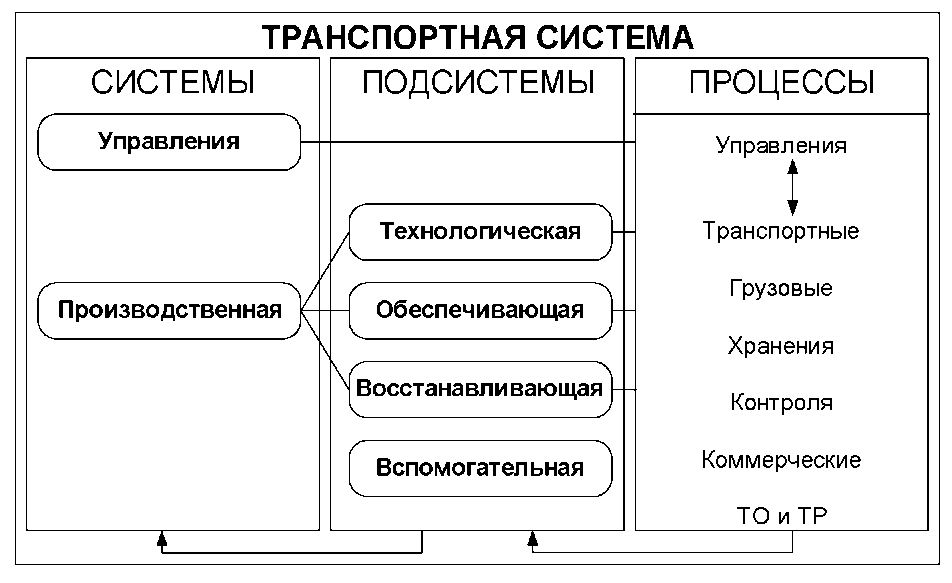 ТРАНСПОРТНАЯ СИСТЕМА
СИСТЕМЫ
Управления
Производственная
ПОДСИСТЕМЫ
Технологическая
Обеспечивающая
Восстанавливающая
Вспомогательная
ПРОЦЕССЫ
Управления
Транспортные
Грузовые
Хранения
Контроля
Коммерческие
ТО и ТР